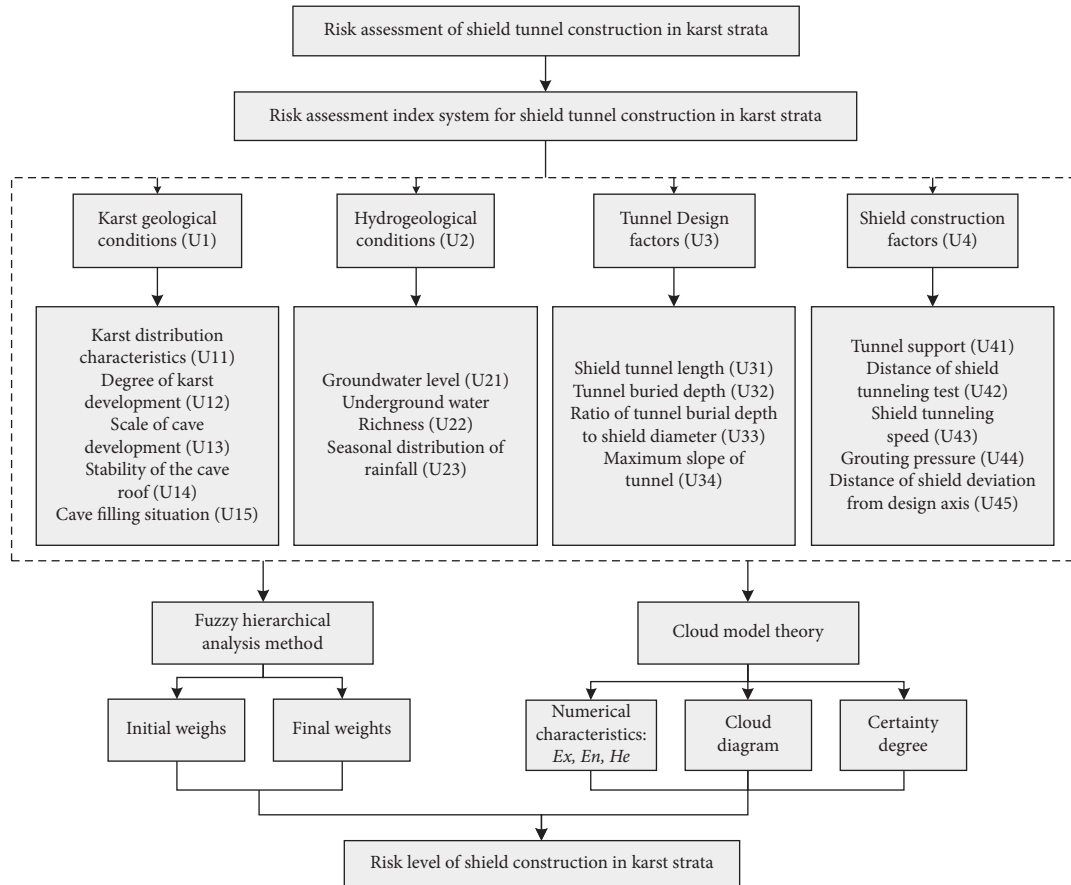 Risk assessment of shield tunnel construction in karst strata
Risk assessment index system for shield tunnel construction in karst strata
Karst geological
conditions (U1)
Hydrogeological
conditions (U2)
Tunnel Design
factors (U3)
Shield construction
factors (U4)
Karst distribution
characteristics (U11)
Degree of karst
development (U12)
Scale of cave
development (U13)
Stability of the cave
roof (U14)
Cave filling situation (U15)
Groundwater level (U21)
Underground water
Richness (U22)
Seasonal distribution of
rainfall (U23)
Shield tunnel length (U31)
Tunnel buried depth (U32)
Ratio of tunnel burial depth
to shield diameter (U33)
Maximum slope of
tunnel (U34)
Tunnel support (U41)
Distance of shield
tunneling test (U42)
Shield tunneling
speed (U43)
Grouting pressure (U44)
Distance of shield deviation
from design axis (U45)
Fuzzy hierarchical
analysis method
Cloud model theory
Initial weighs
Final weights
Numerical
characteristics:
Ex, En, He
Cloud
diagram
Certainty
degree
Risk level of shield construction in karst strata